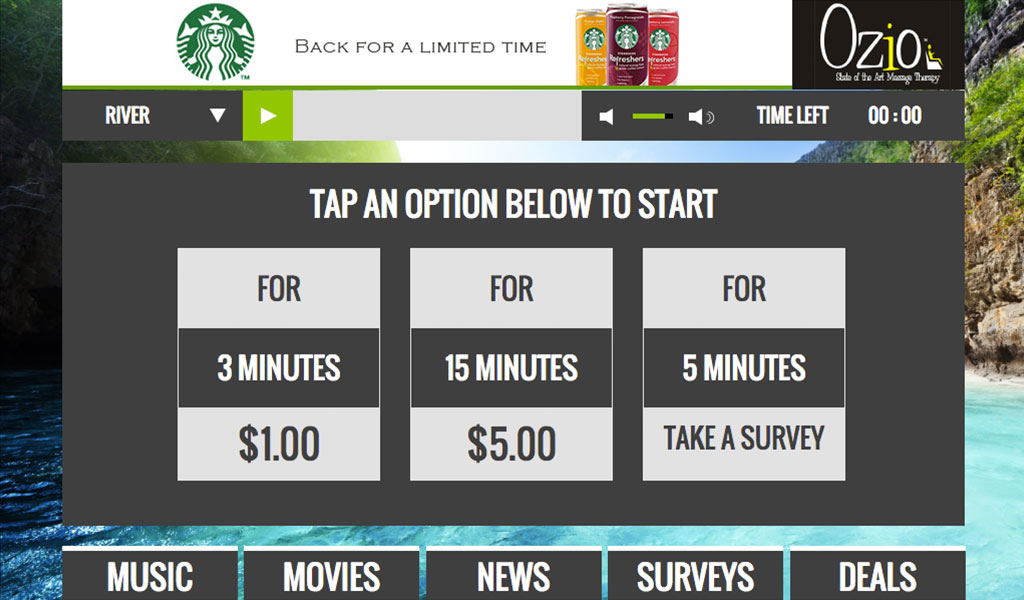 BACK FOR A LIMITED TIME
Refreshers
Refreshers
Refreshers
Ozio
State of the Art Massage Therapy
RIVER
TIME LEFT
00:00
TAP AN OPTION BELOW TO START
FOR
3 MINUTES
$1.00
FOR
15 MINUTES
$5.00
FOR
5 MINUTES
TAKE A SURVEY
MUSIC
MOVIES
NEWS
SURVEYS
DEALS